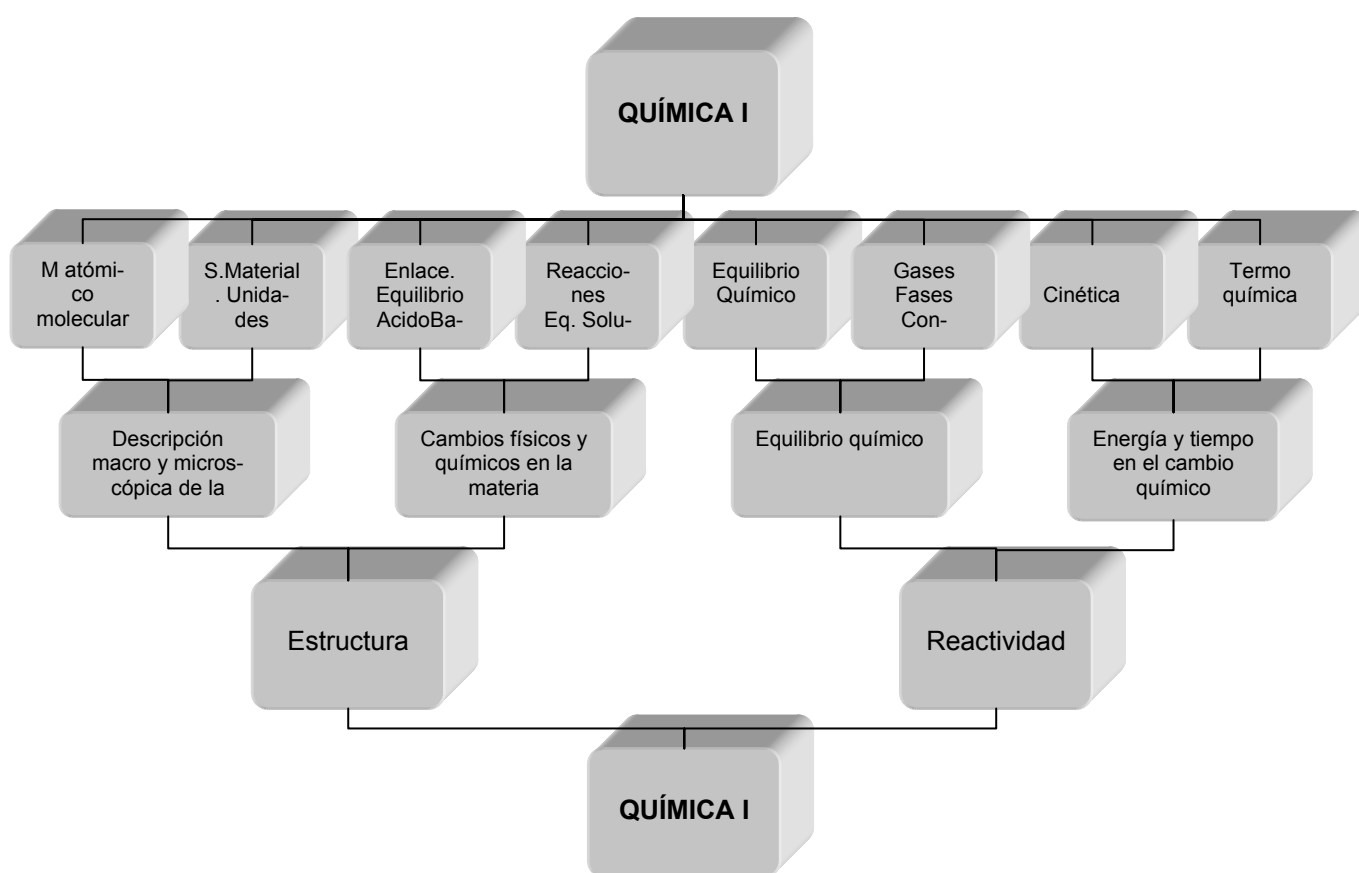 QUÍMICA I
M atómi-
co
molecular
S.Material
. Unida-
des
Enlace.
Equilibrio
AcidoBa-
Reaccio-
nes
Eq. Solu-
Equilibrio
Químico
Gases
Fases
Con-
Cinética
Termo
química
Descripción
macro y micros-
cópica de la
Cambios físicos y
químicos en la
materia
Equilibrio químico
Energía y tiempo
en el cambio
químico
Estructura
Reactividad
QUÍMICA I